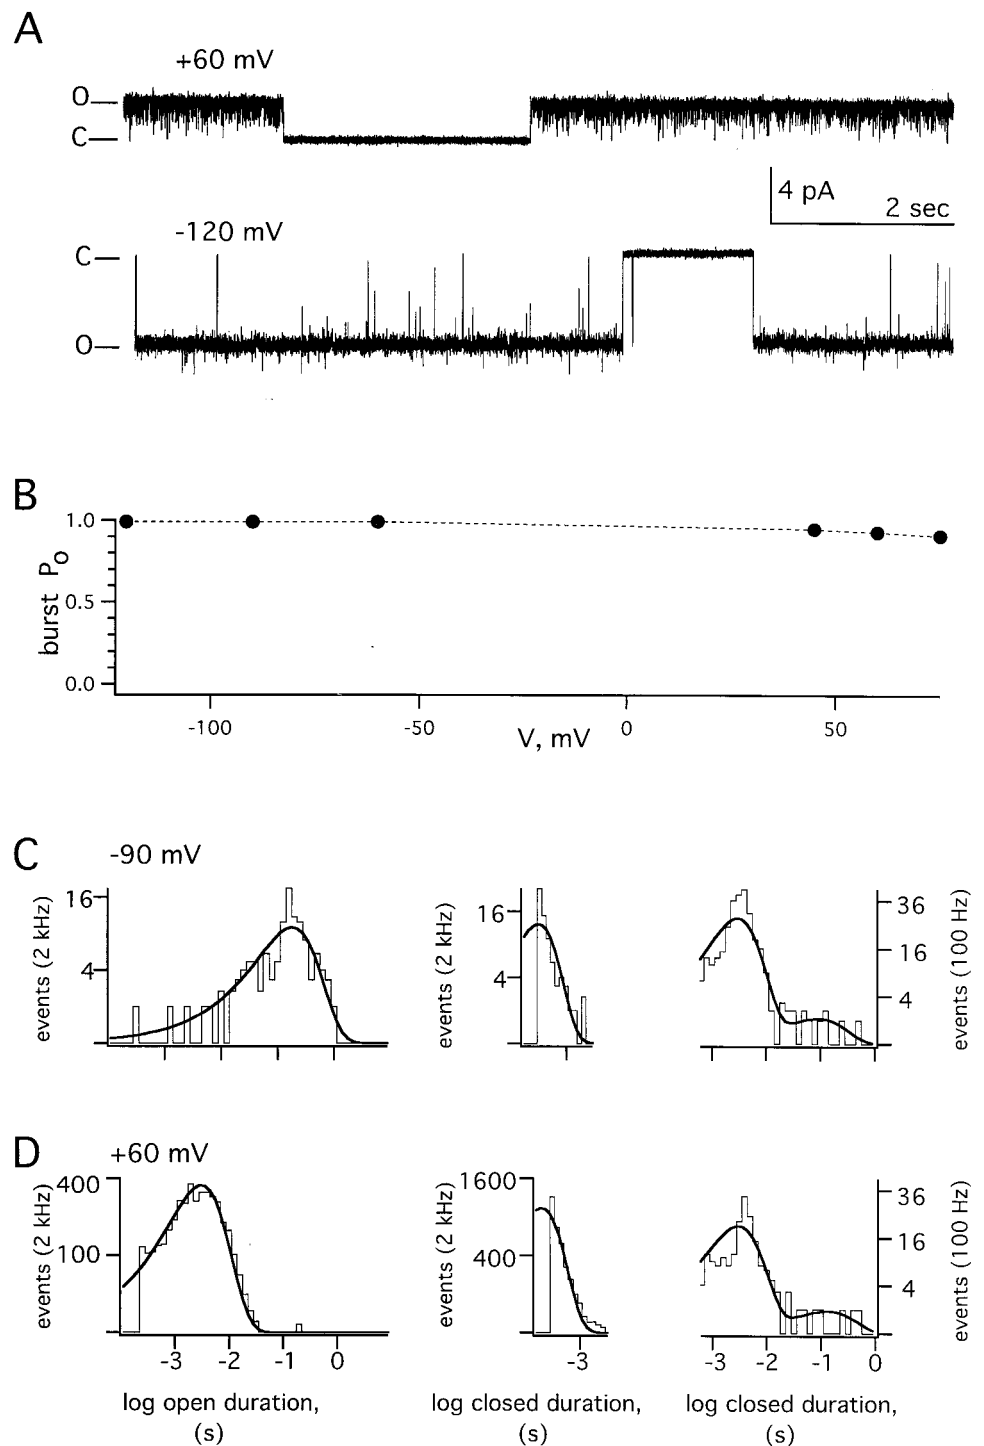 A
+60 mV
O
C
4 pA
2 sec
-120 mV
C
O
B
burst Po
1.0
0.5
0.0
-100
-50
0
50
V, mV
C
-90 mV
events (2 kHz)
16
4
events (2 kHz)
16
4
36
16
4
events (100 Hz)
D
+60 mV
events (2 kHz)
400
100
-3
-2
-1
0
log open duration,
(s)
events (2 kHz)
1600
400
-3
log closed duration,
(s)
36
16
4
events (100 Hz)
-3
-2
-1
0
log closed duration,
(s)